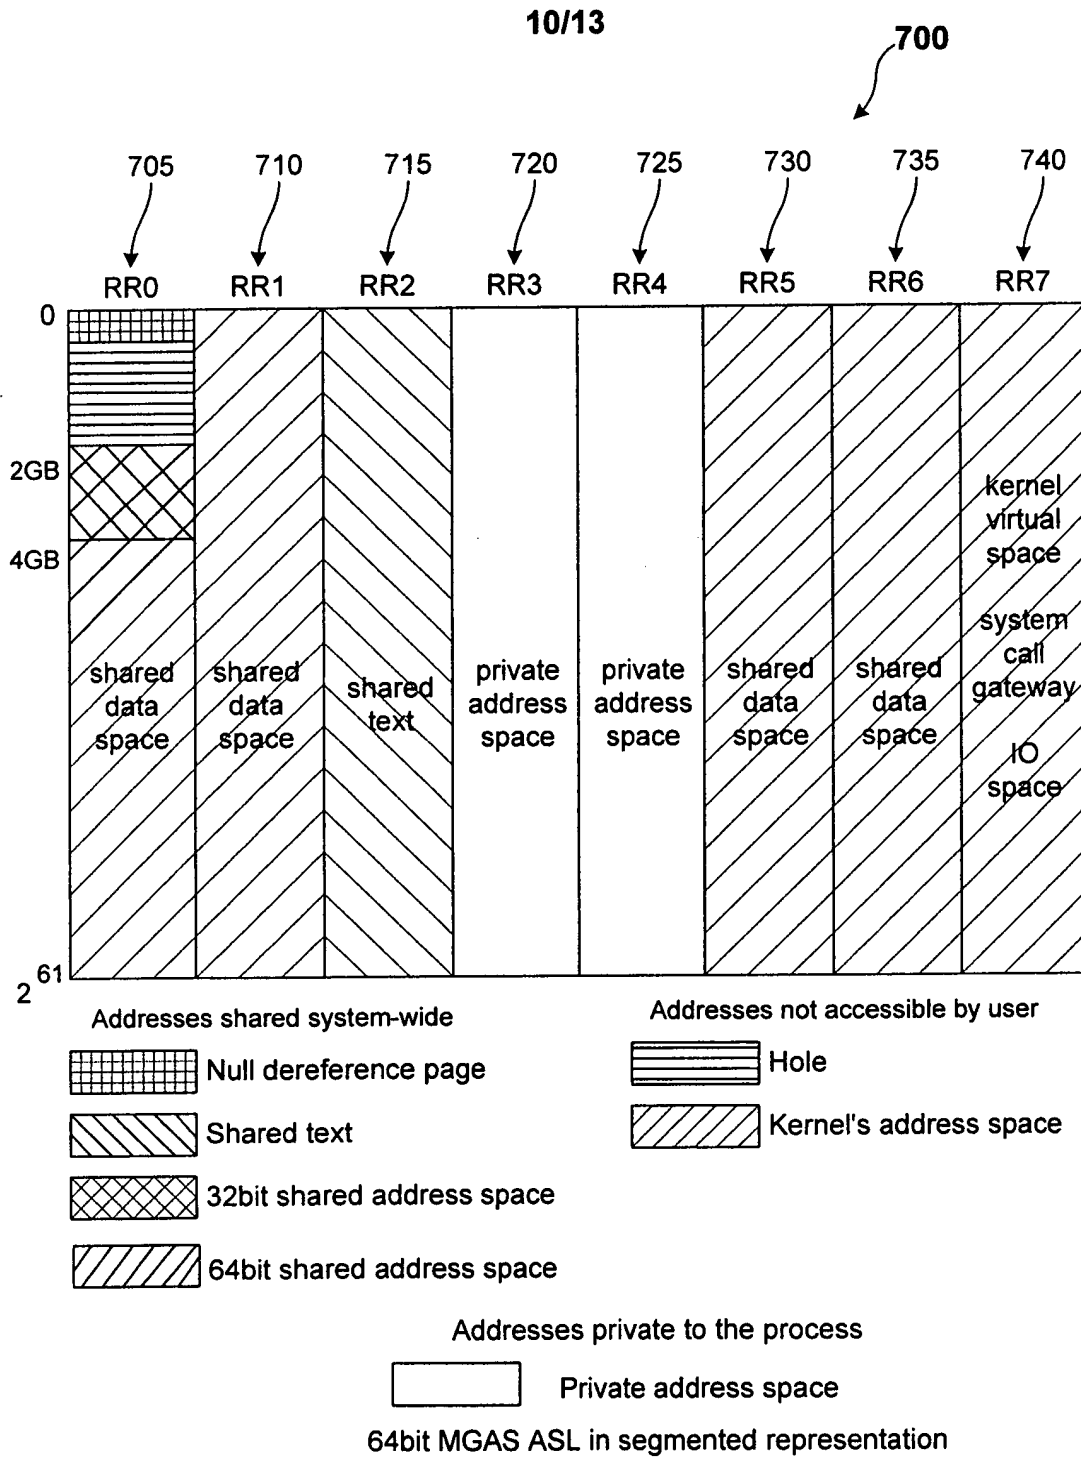 10/13
700
705 710 715 720 725 730 735 740
RR0 RR1 RR2 RR3 RR4 RR5 RR6 RR7
0
2GB
4GB
2 61
shared
data
space
shared
data
space
shared
text
private
address
space
private
address
space
shared
data
space
shared
data
space
kernel
virtual
space
system
call
gateway
IO
space
Addresses shared system-wide
Null dereference page
Shared text
32bit shared address space
64bit shared address space
Addresses not accessible by user
Hole
Kernel's address space
Addresses private to the process
Private address space
64bit MGAS ASL in segmented representation